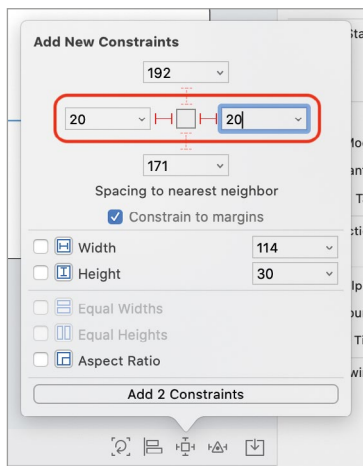 Add New Constraints
192
20 20
171
Spacing to nearest neighbor
Constrain to margins
Width 114
Height 30
Equal Widths
Equal Heights
Aspect Ratio
Add 2 Constraints